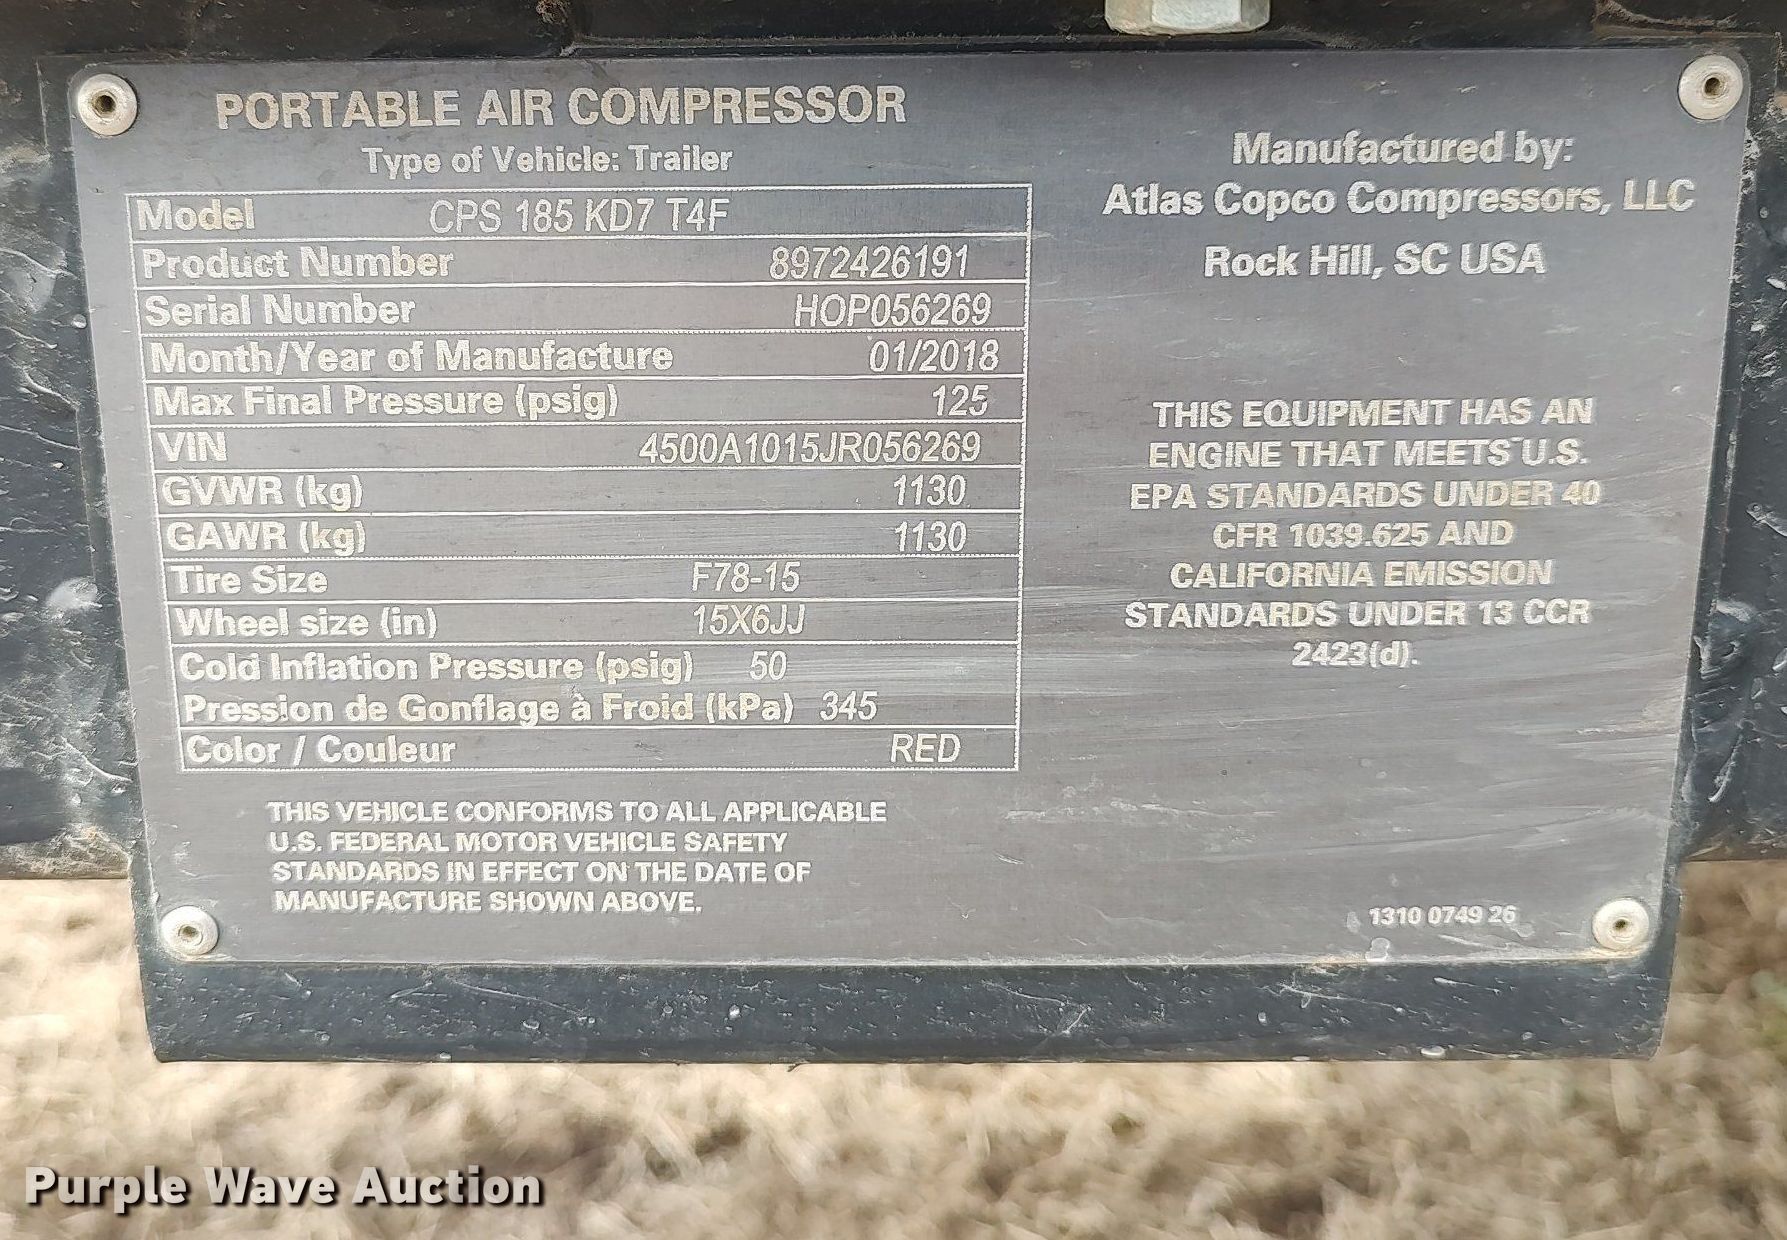 PORTABLE AIR COMPRESSOR
Type of Vehicle: Trailer
Model CPS 185 KD7 T4F
Product Number 8972426191
Serial Number HOP056269
Month/Year of Manufacture 01/2018
Max Final Pressure (psig) 125
VIN 4500A1015JR056269
GVWR (kg) 1130
GAWR (kg) 1130
Tire Size F78-15
Wheel size (in) 15X6JJ
Cold Inflation Pressure (psig) 50
Pression de Gonflage à Froid (kPa) 345
Color / Couleur RED
THIS VEHICLE CONFORMS TO ALL APPLICABLE
U.S. FEDERAL MOTOR VEHICLE SAFETY
STANDARDS IN EFFECT ON THE DATE OF
MANUFACTURE SHOWN ABOVE.
Manufactured by:
Atlas Copco Compressors, LLC
Rock Hill, SC USA
THIS EQUIPMENT HAS AN
ENGINE THAT MEETS U.S.
EPA STANDARDS UNDER 40
CFR 1039.625 AND
CALIFORNIA EMISSION
STANDARDS UNDER 13 CCR
2423(d).
1310 0749 26
Purple Wave Auction